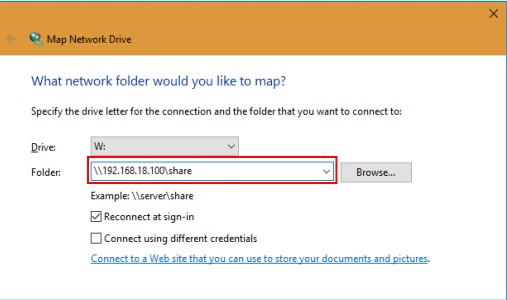 Map Network Drive
What network folder would you like to map?
Specify the drive letter for the connection and the folder that you want to connect to:
Drive: W:
Folder: \\192.168.18.100\share Browse...
Example: \\server\share
Reconnect at sign-in
Connect using different credentials
Connect to a Web site that you can use to store your documents and pictures.